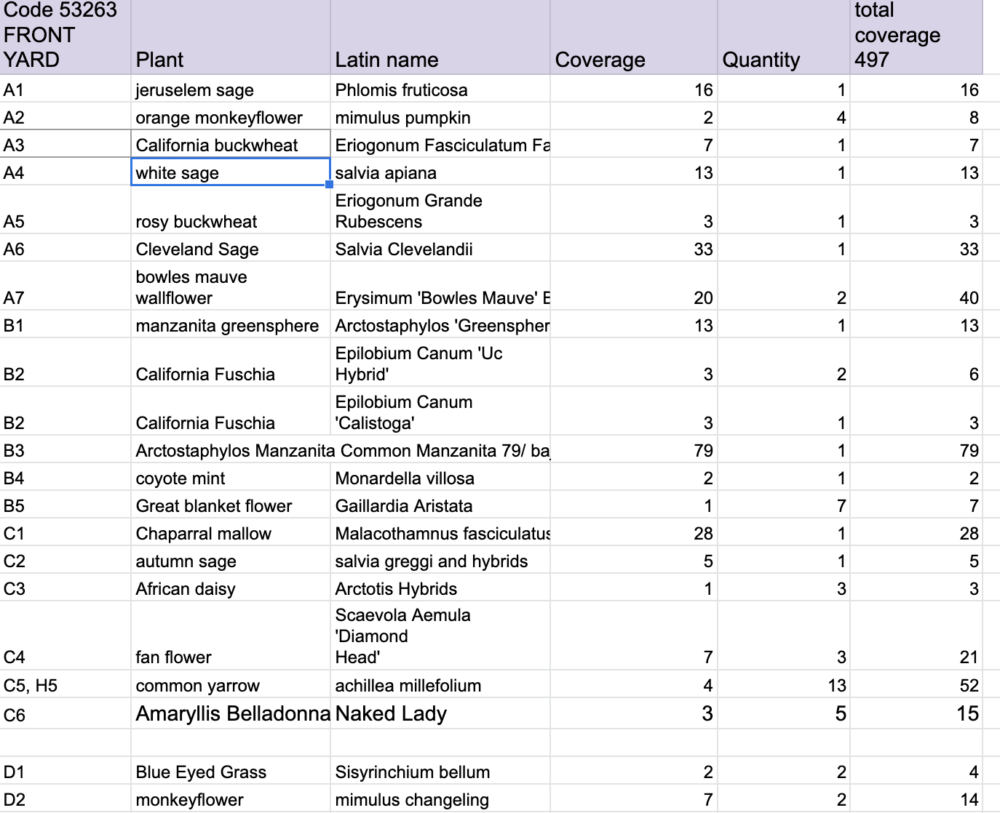 Code 53263 FRONT YARD Plant Latin name Coverage Quantity total coverage 497
A1 jeruselem sage Phlomis fruticosa 16 1 16
A2 orange monkeyflower mimulus pumpkin 2 4 8
A3 California buckwheat Eriogonum Fasciculatum Fa 7 1 7
A4 white sage salvia apiana 13 1 13
A5 rosy buckwheat Eriogonum Grande Rubescens 3 1 3
A6 Cleveland Sage Salvia Clevelandii 33 1 33
A7 bowles mauve wallflower Erysimum 'Bowles Mauve' 20 2 40
B1 manzanita greensphere Arctostaphylos 'Greenspher 13 1 13
B2 California Fuschia Epilobium Canum 'Uc Hybrid' 3 2 6
B2 California Fuschia Epilobium Canum 'Calistoga' 3 1 3
B3 Arctostaphylos Manzanita Common Manzanita 79/ ba 79 1 79
B4 coyote mint Monardella villosa 2 1 2
B5 Great blanket flower Gaillardia Aristata 1 7 7
C1 Chaparral mallow Malacothamnus fasciculatus 28 1 28
C2 autumn sage salvia greggi and hybrids 5 1 5
C3 African daisy Arctotis Hybrids 1 3 3
C4 fan flower Scaevola Aemula 'Diamond Head' 7 3 21
C5, H5 common yarrow achillea millefolium 4 13 52
C6 Amaryllis Belladonna Naked Lady 3 5 15
D1 Blue Eyed Grass Sisyrinchium bellum 2 2 4
D2 monkeyflower mimulus changeling 7 2 14